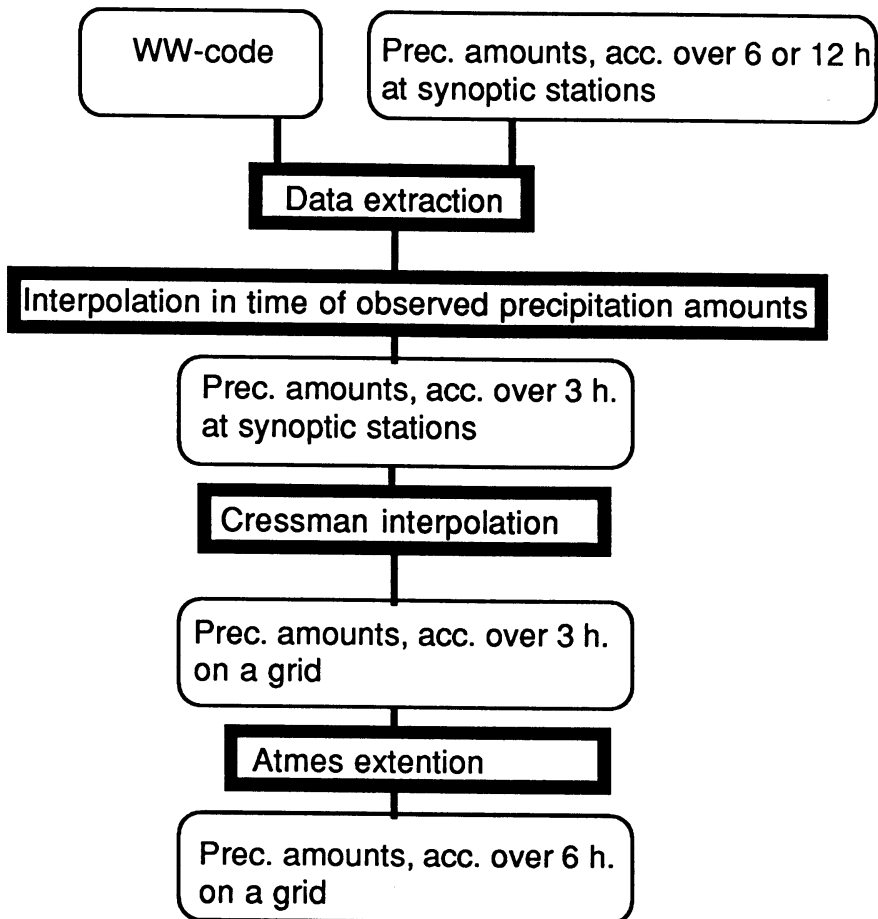 WW-code
Prec. amounts, acc. over 6 or 12 h
at synoptic stations
Data extraction
Interpolation in time of observed precipitation amounts
Prec. amounts, acc. over 3 h.
at synoptic stations
Cressman interpolation
Prec. amounts, acc. over 3 h.
on a grid
Atmes extention
Prec. amounts, acc. over 6 h.
on a grid